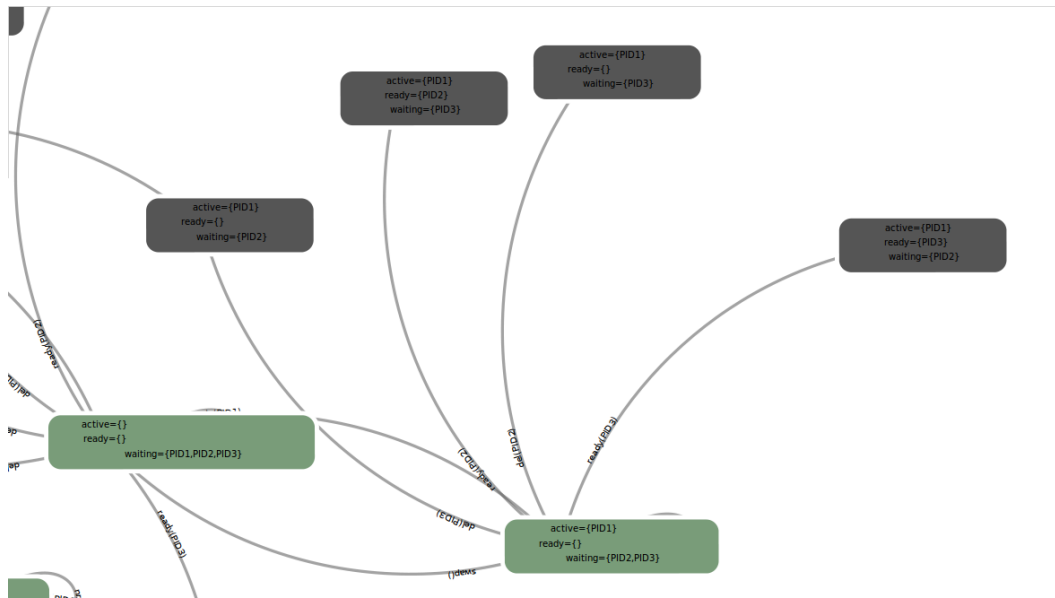 active={PID1}
ready={}
waiting={PID3}
active={PID1}
ready={PID2}
waiting={PID3}
active={PID1}
ready={}
waiting={PID2}
active={PID1}
ready={PID3}
waiting={PID2}
ready(PID2)
active={}
ready={}
waiting={PID1,PID2,PID3}
ready(PID2)
del(PID2)
ready(PID3)
del(PID3)
ready(PID3)
active={PID1}
ready={}
waiting={PID2,PID3}
swap()